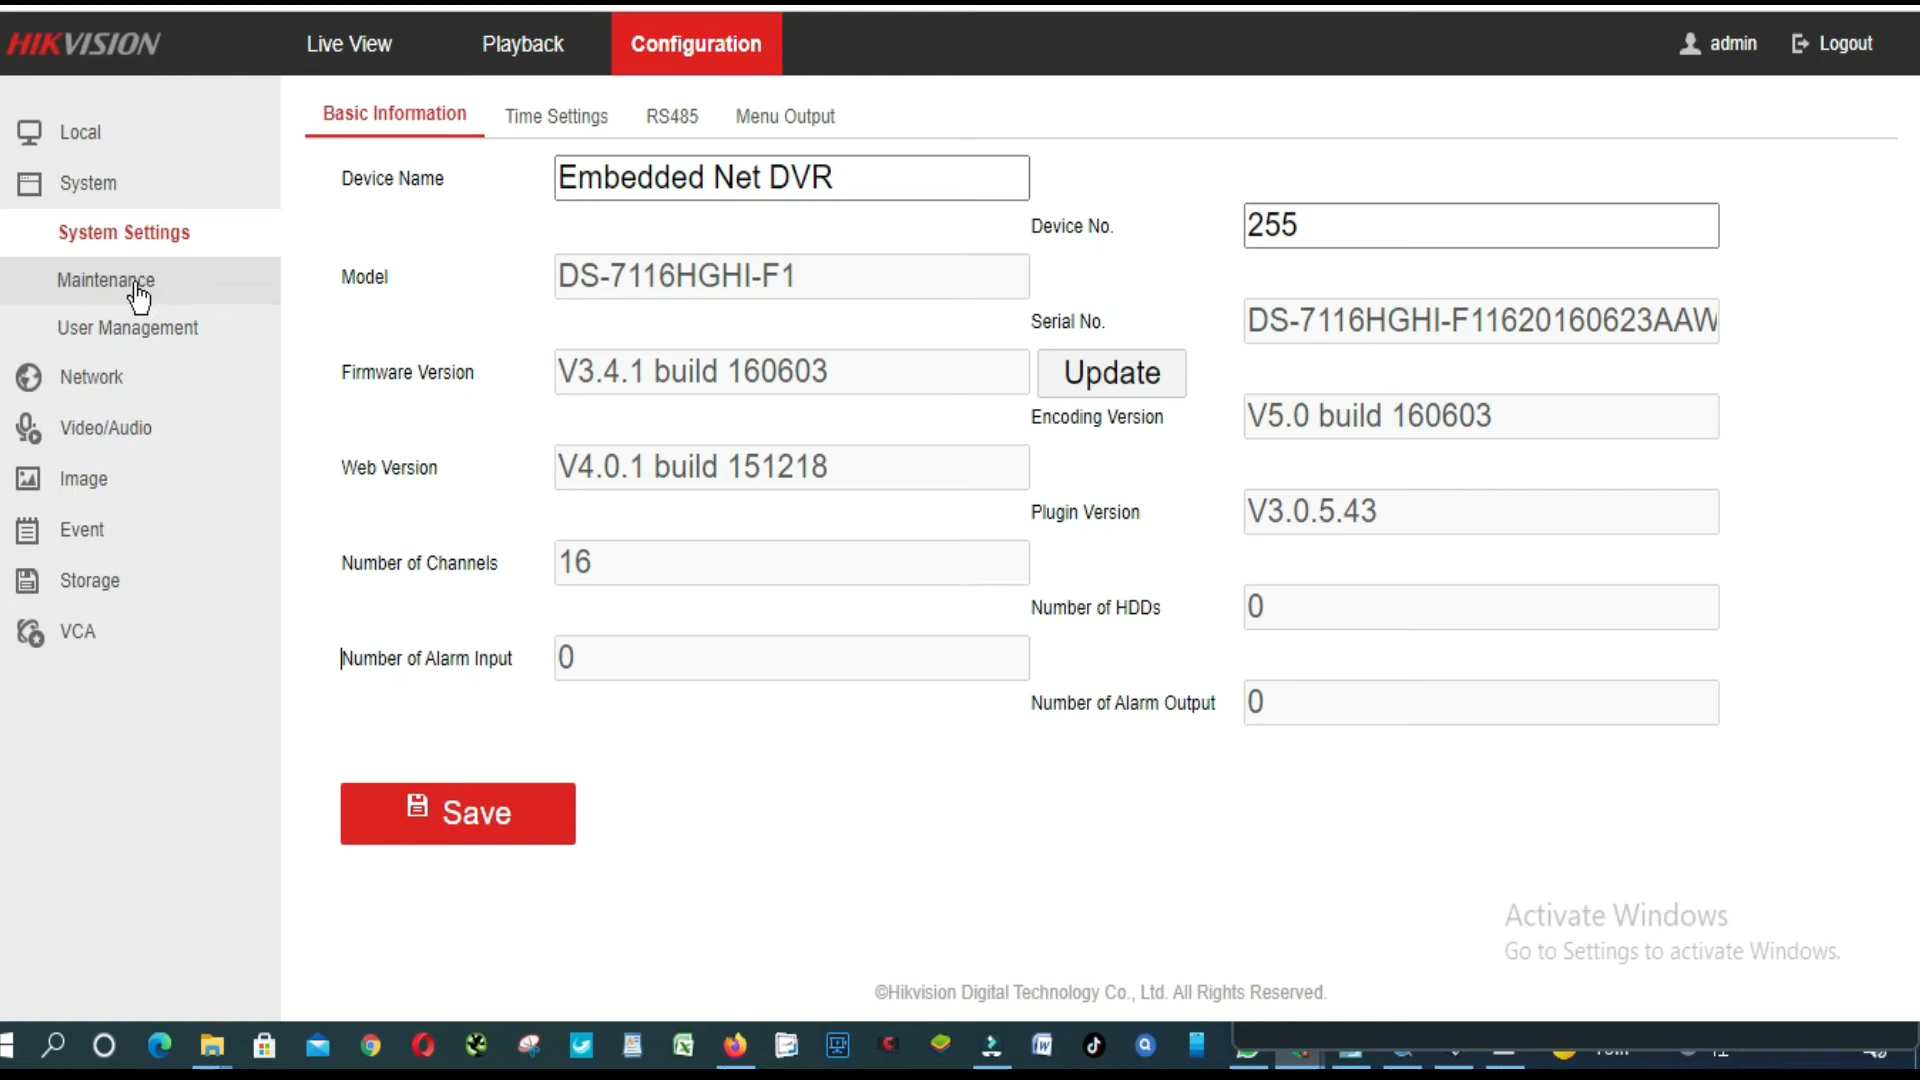 HIKVISION
Live View
Playback
Configuration
admin
Logout
Local
System
System Settings
Maintenance
User Management
Network
Video/Audio
Image
Event
Storage
VCA
Basic Information
Time Settings
RS485
Menu Output
Device Name
Embedded Net DVR
Device No.
255
Model
DS-7116HGHI-F1
Serial No.
DS-7116HGHI-F11620160623AAW
Firmware Version
V3.4.1 build 160603
Update
Encoding Version
V5.0 build 160603
Web Version
V4.0.1 build 151218
Plugin Version
V3.0.5.43
Number of Channels
16
Number of HDDs
0
Number of Alarm Input
0
Number of Alarm Output
0
Save
Activate Windows
Go to Settings to activate Windows.
©Hikvision Digital Technology Co., Ltd. All Rights Reserved.